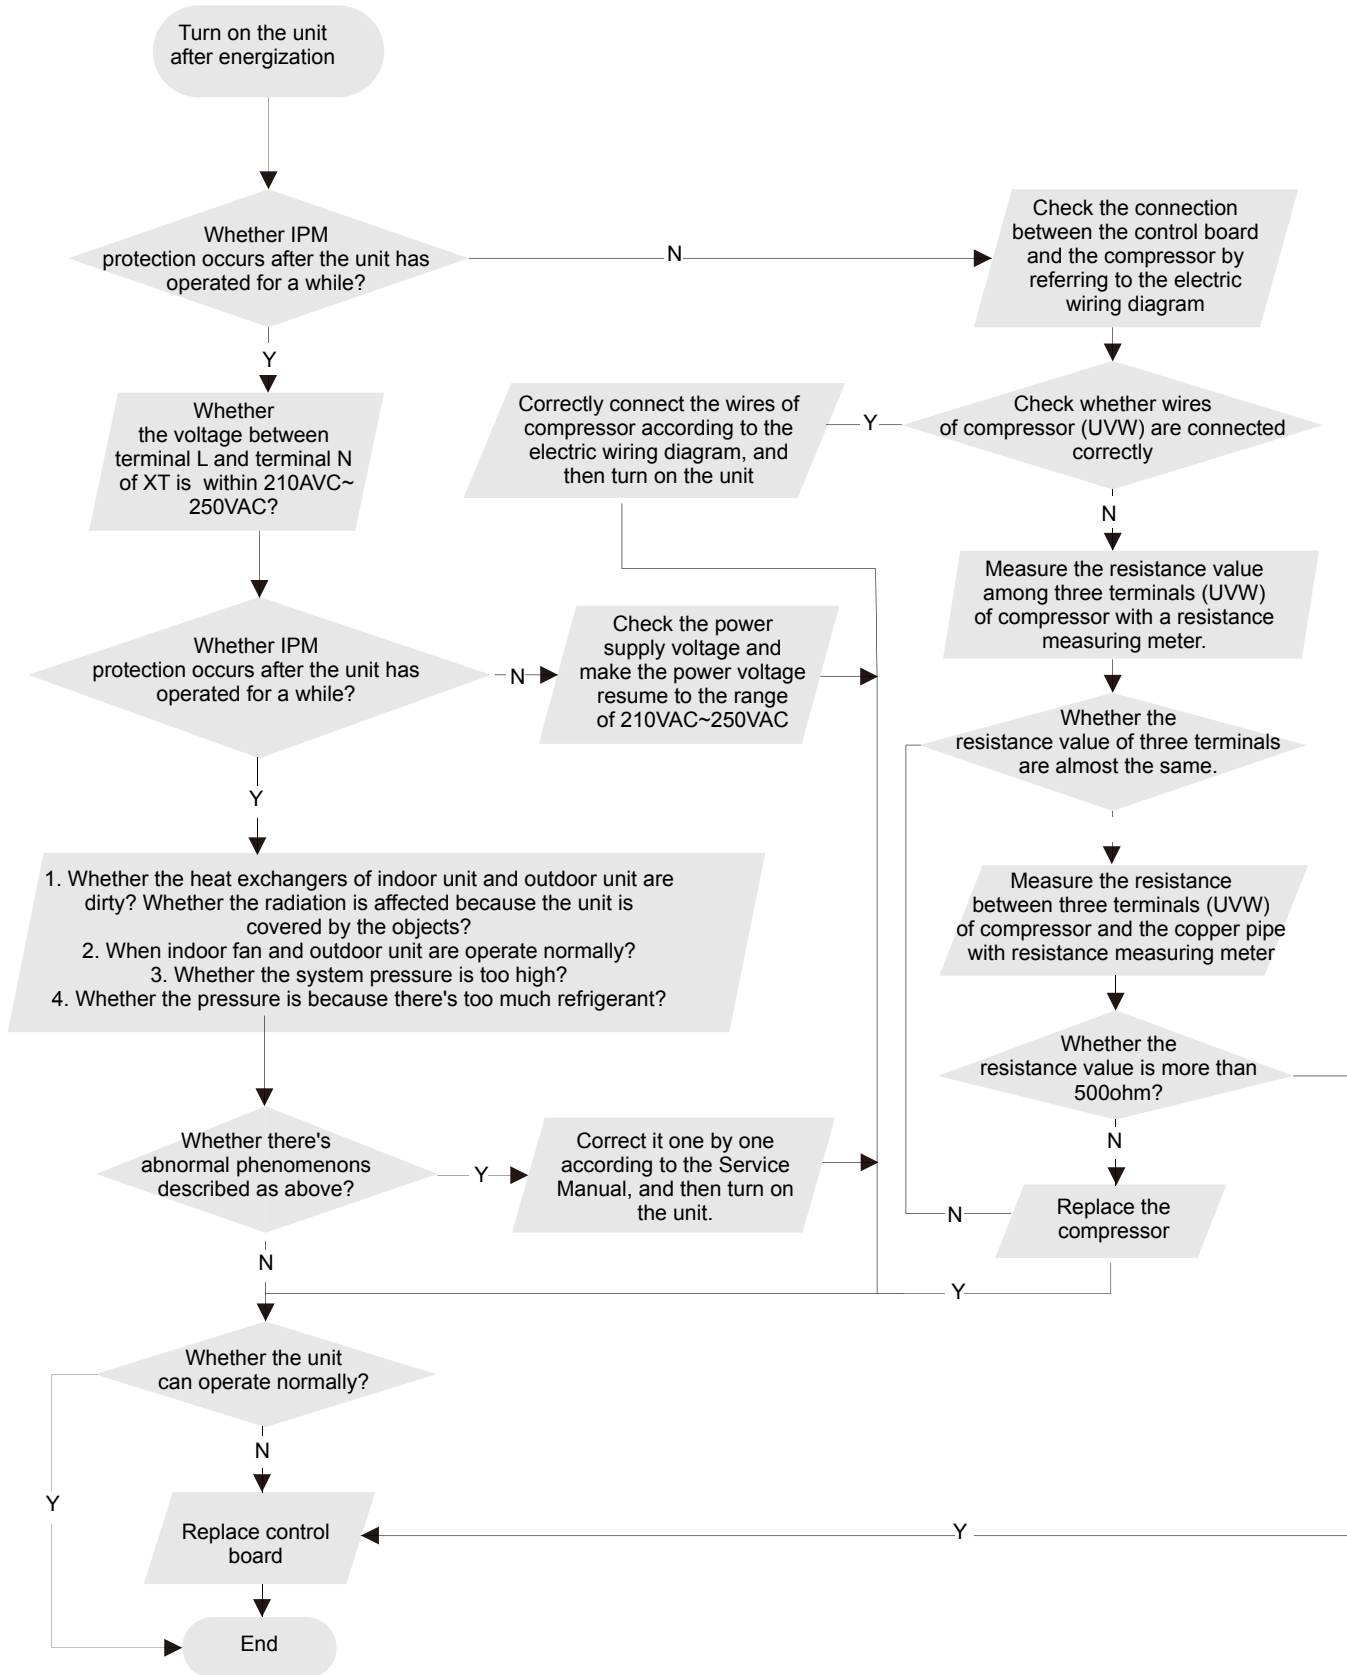 Turn on the unit
after energization
Whether IPM
protection occurs after the unit has
operated for a while?
N
Check the connection
between the control board
and the compressor by
referring to the electric
wiring diagram
Y
Whether
the voltage between
terminal L and terminal N
of XT is within 210AVC~
250VAC?
Correctly connect the wires of
compressor according to the
electric wiring diagram, and
then turn on the unit
Y
Check whether wires
of compressor (UVW) are connected
correctly
N
Measure the resistance value
among three terminals (UVW)
of compressor with a resistance
measuring meter.
Whether IPM
protection occurs after the unit has
operated for a while?
N
Check the power
supply voltage and
make the power voltage
resume to the range
of 210VAC~250VAC
Whether the
resistance value of three terminals
are almost the same.
Y
1. Whether the heat exchangers of indoor unit and outdoor unit are
dirty? Whether the radiation is affected because the unit is
covered by the objects?
2. When indoor fan and outdoor unit are operate normally?
3. Whether the system pressure is too high?
4. Whether the pressure is because there's too much refrigerant?
Measure the resistance
between three terminals (UVW)
of compressor and the copper pipe
with resistance measuring meter
Whether the
resistance value is more than
500ohm?
N
Whether there's
abnormal phenomenons
described as above?
Y
Correct it one by one
according to the Service
Manual, and then turn on
the unit.
N
Replace the
compressor
N
Y
Whether the unit
can operate normally?
N
Y
Replace control
board
Y
End